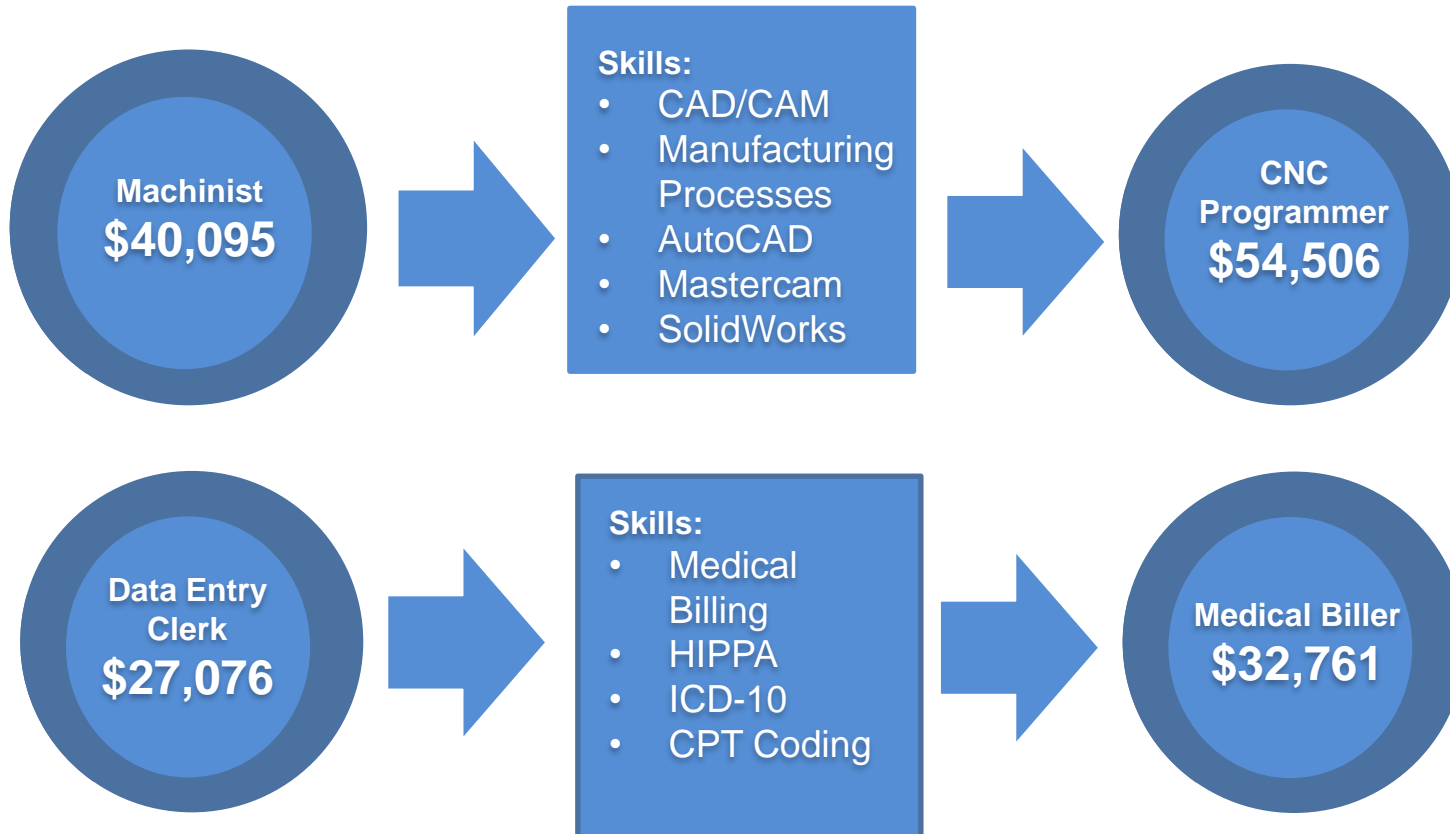 Machinist
$40,095
Skills:
• CAD/CAM
• Manufacturing
Processes
• AutoCAD
• Mastercam
• SolidWorks
CNC
Programmer
$54,506
Data Entry
Clerk
$27,076
Skills:
• Medical
Billing
• HIPPA
• ICD-10
• CPT Coding
Medical Biller
$32,761